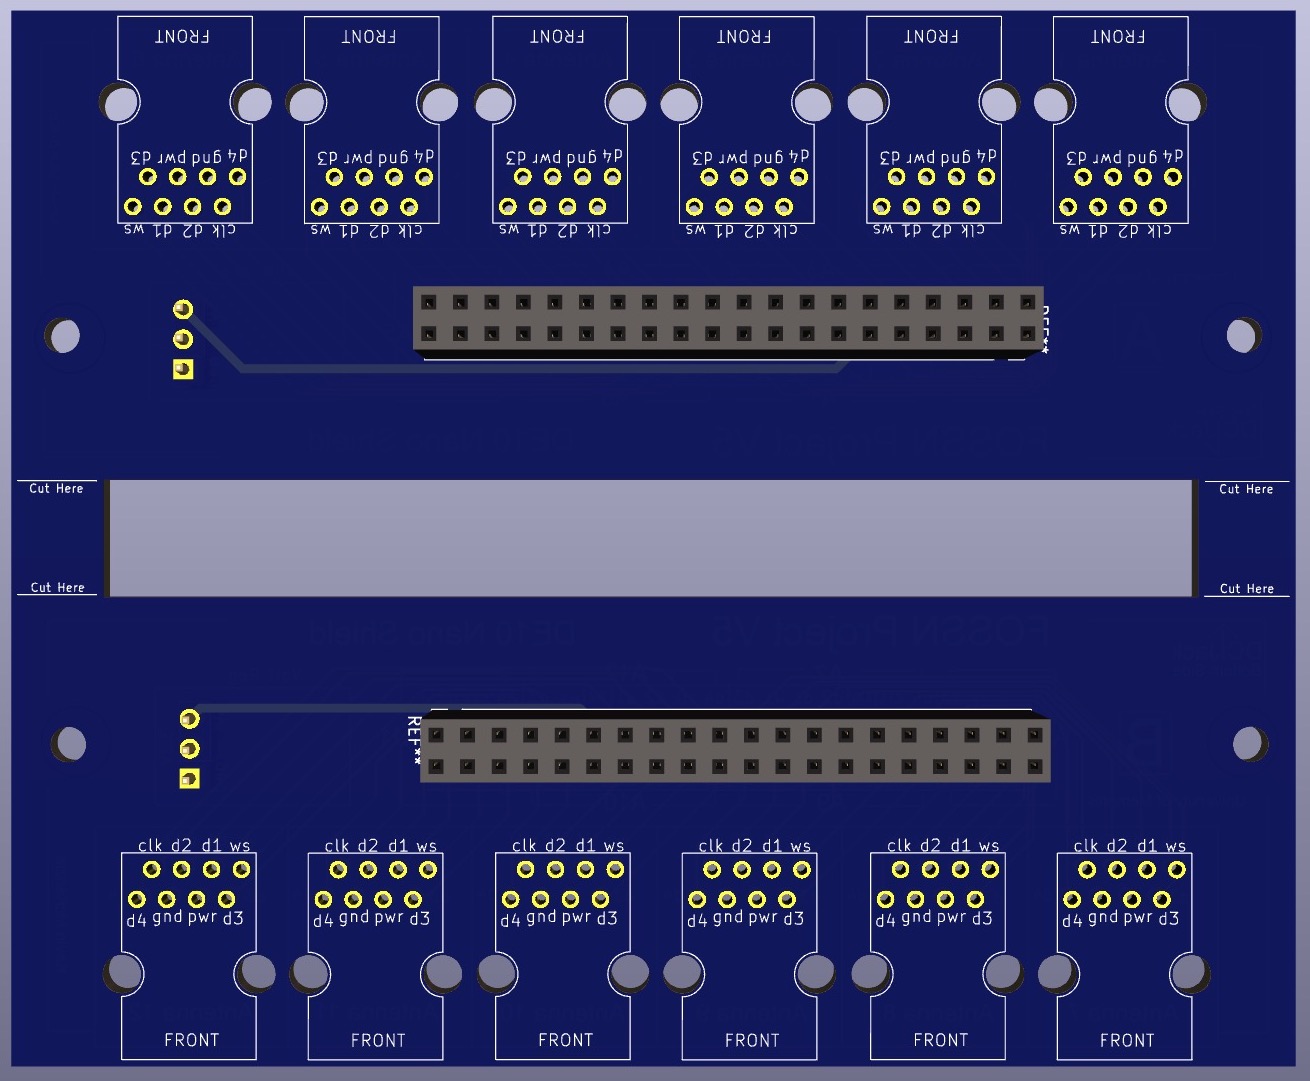 FRONT FRONT FRONT FRONT FRONT FRONT
d4 gnd pwr d3 d4 gnd pwr d3 d4 gnd pwr d3 d4 gnd pwr d3 d4 gnd pwr d3 d4 gnd pwr d3
clk d2 d1 ws clk d2 d1 ws clk d2 d1 ws clk d2 d1 ws clk d2 d1 ws clk d2 d1 ws
REF**
Cut Here Cut Here
Cut Here Cut Here
REF**
clk d2 d1 ws clk d2 d1 ws clk d2 d1 ws clk d2 d1 ws clk d2 d1 ws clk d2 d1 ws
d4 gnd pwr d3 d4 gnd pwr d3 d4 gnd pwr d3 d4 gnd pwr d3 d4 gnd pwr d3 d4 gnd pwr d3
FRONT FRONT FRONT FRONT FRONT FRONT